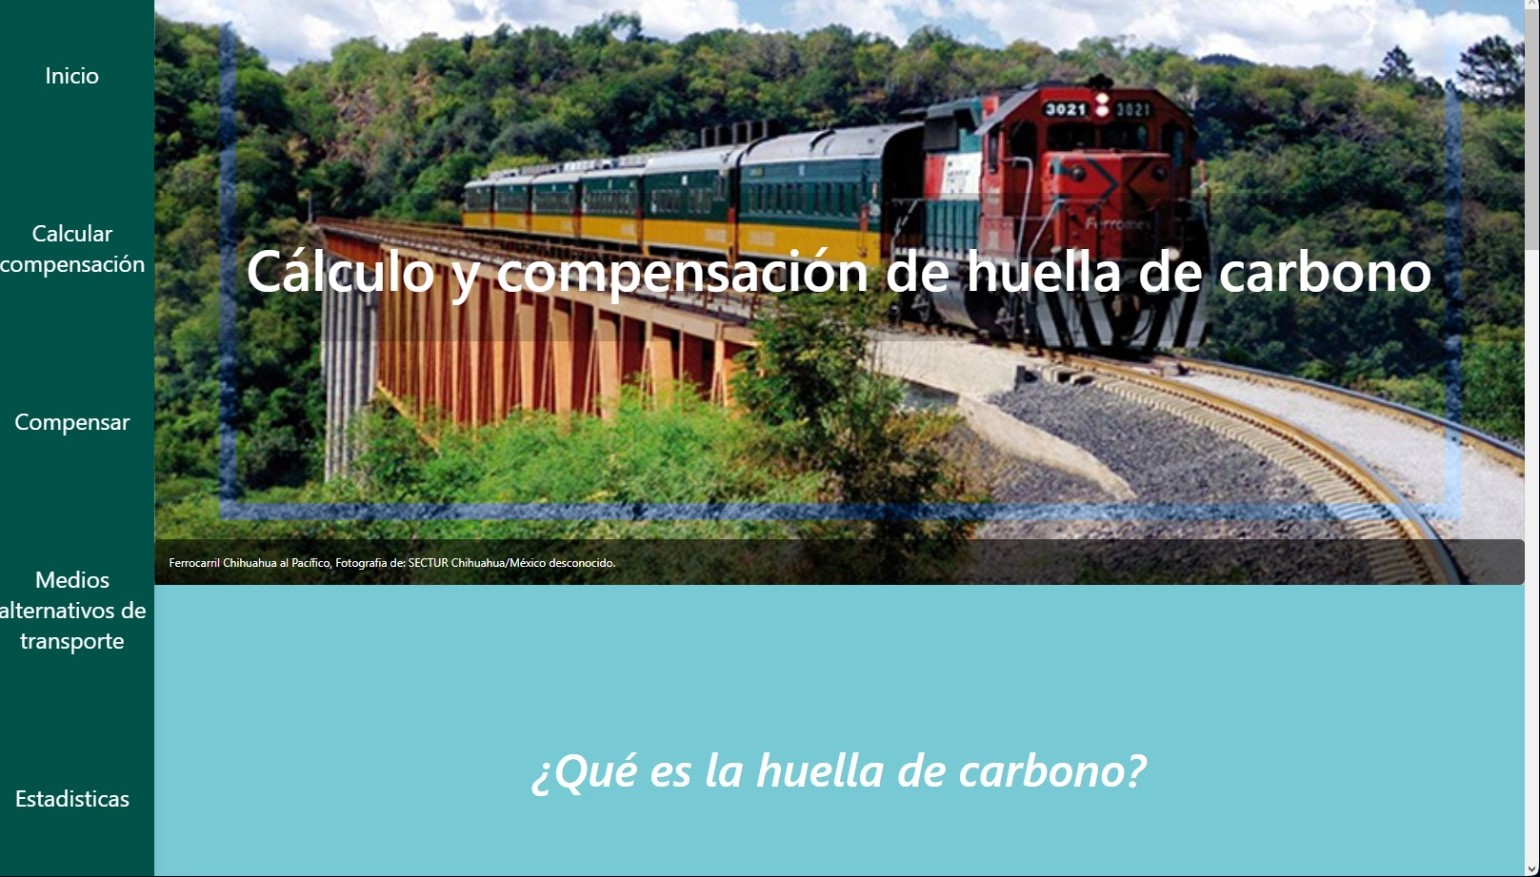 Inicio
Calcular
compensación
Compensar
Medios
alternativos de
transporte
Estadisticas
3021 3021
Ferromex
Cálculo y compensación de huella de carbono
Ferrocarril Chihuahua al Pacífico, Fotografia de: SECTUR Chihuahua/México desconocido.
¿Qué es la huella de carbono?